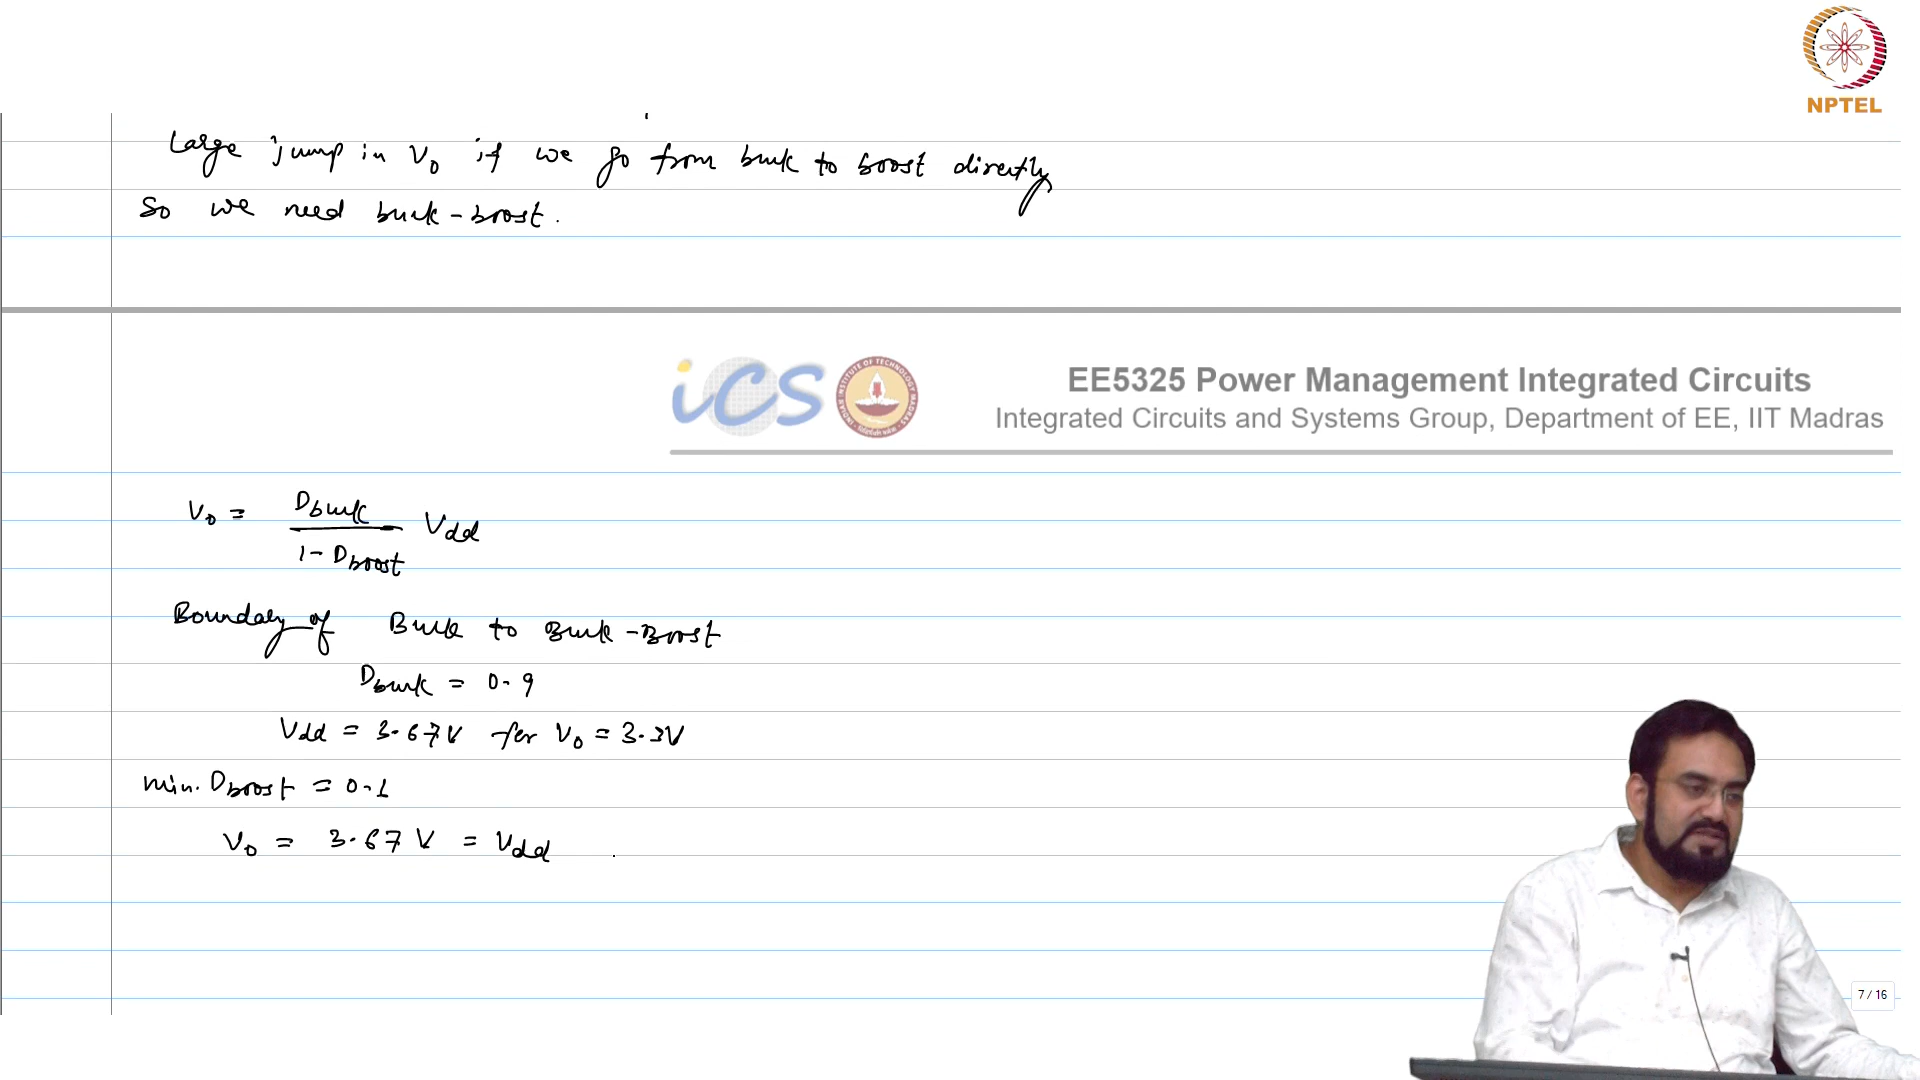 NPTEL
Large jump in V0 if we go from buck to boost directly
So we need buck-boost.
ics
EE5325 Power Management Integrated Circuits
Integrated Circuits and Systems Group, Department of EE, IIT Madras
V0 = Dbuck / 1 - Dboost Vdd
Boundary of Buck to Buck-Boost
Dbuck = 0.9
Vdd = 3.67V for V0 = 3.3V
min. Dboost = 0.1
V0 = 3.67 V = Vdd
7 / 16